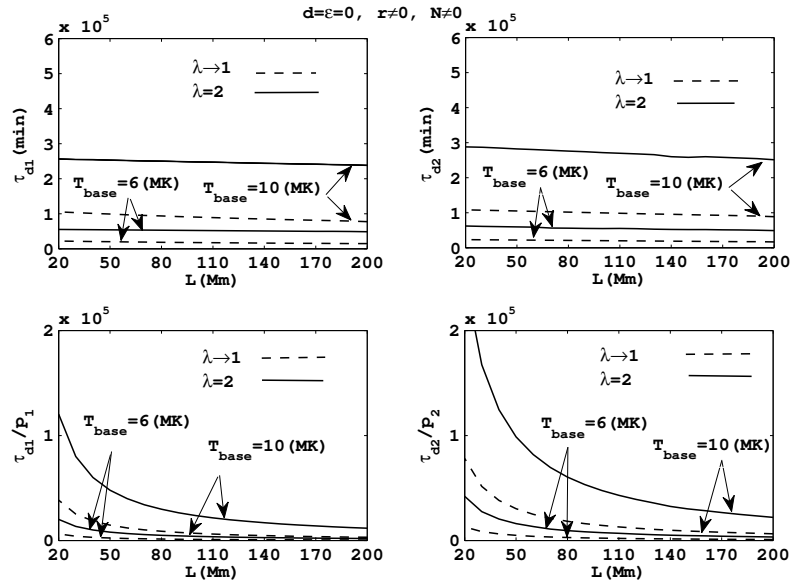 d=ε=0, r≠0, N≠0
x 10^5
6
5
4
3
2
1
0
τ_d1 (min)
λ→1
λ=2
T_base=6(MK)
T_base=10(MK)
20 50 80 110 140 170 200
L(Mm)
6
5
4
3
2
1
0
τ_d2 (min)
λ→1
λ=2
T_base=6(MK)
T_base=10(MK)
20 50 80 110 140 170 200
L(Mm)
x 10^5
2
1
0
τ_d1/p_1
λ→1
λ=2
T_base=6(MK)
T_base=10(MK)
20 50 80 110 140 170 200
L(Mm)
x 10^5
2
1
0
τ_d2/p_2
λ→1
λ=2
T_base=6(MK)
T_base=10(MK)
20 50 80 110 140 170 200
L(Mm)